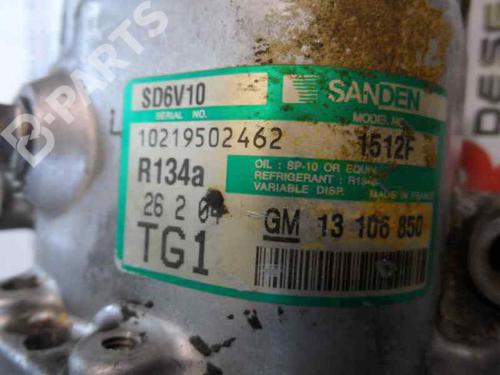 B-PARTS
SD6V10
SANDEN
SERIAL NO.
MODEL NO.
10219502462
1512F
R134a
OIL : SP-10 OR EQUIV
REFRIGERANT : R134a
VARIABLE DISP.
MADE IN FRANCE
26 2 04
GM 13 106 850
TG1